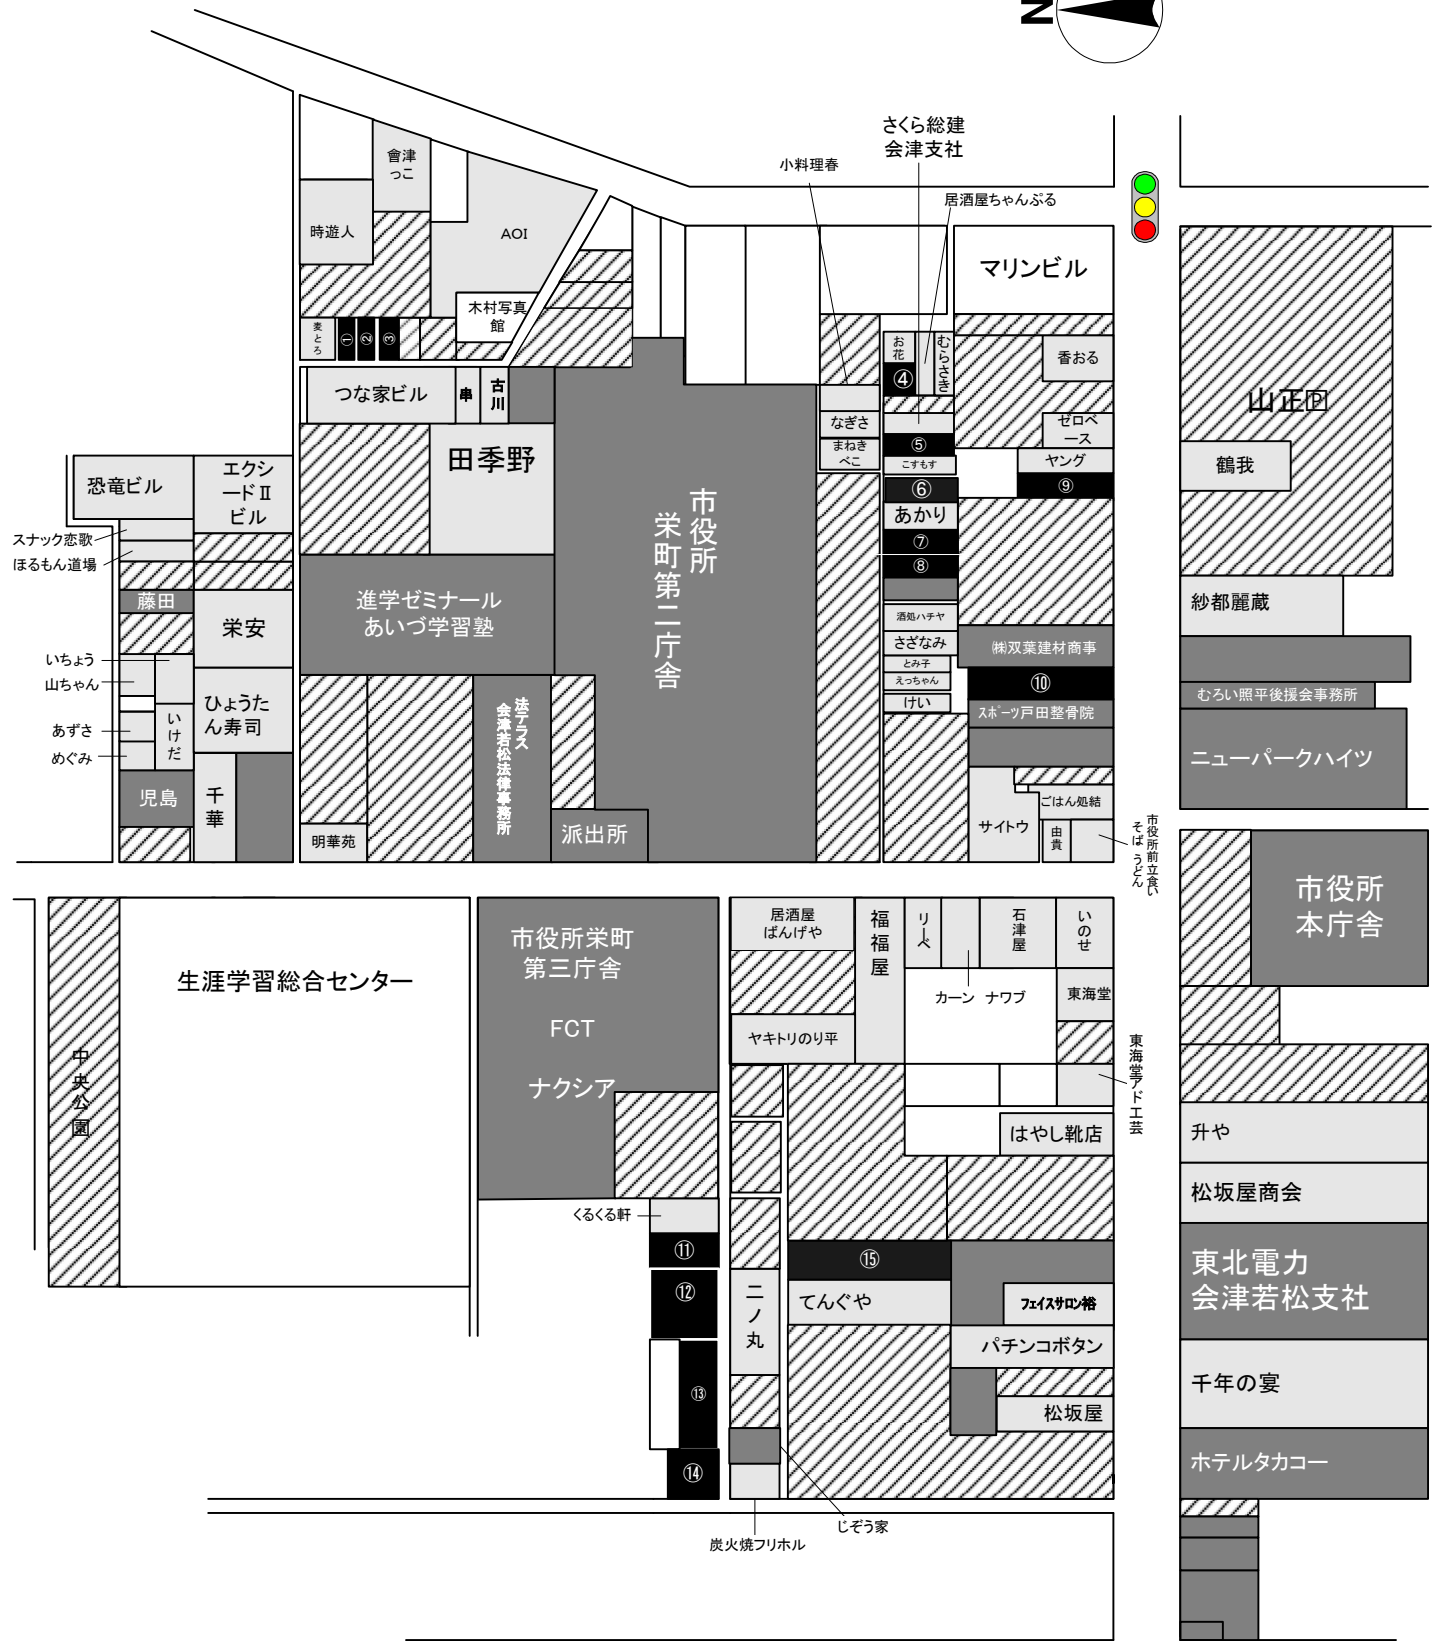 N
さくら総建
会津支社
小料理春
居酒屋ちゃんぷる
會津
っこ
時遊人
AOI
マリンビル
木村写真
館
麦とろ
①
②
③
お花
④
むらさき
香おる
山正🄿
つな家ビル
串
古川
なぎさ
まねき
べこ
ゼロベ
ース
⑤
こすもす
ヤング
鶴我
田季野
恐竜ビル
エクシ
ードⅡ
ビル
⑥
⑨
あかり
市役所
栄町第二庁舎
スナック恋歌
ほるもん道場
⑦
⑧
藤田
進学ゼミナール
あいづ学習塾
紗都麗蔵
栄安
酒処ハチヤ
さざなみ
㈱双葉建材商事
いちょう
山ちゃん
とみ子
えっちゃん
⑩
むろい照平後援会事務所
ひょうた
ん寿司
けい
スポーツ戸田整骨院
あずさ
めぐみ
いけだ
法テラス
会津若松法律事務所
ニューパークハイツ
児島
千華
ごはん処結
明華苑
派出所
サイトウ
由貴
市役所前立食い
そば うどん
市役所
本庁舎
市役所栄町
第三庁舎
FCT
ナクシア
居酒屋
ばんげや
福福屋
リーベ
石津屋
いのせ
生涯学習総合センター
カーン ナワブ
東海堂
中央公園
ヤキトリのり平
東海堂アド工芸
はやし靴店
升や
松坂屋商会
くるくる軒
⑪
⑮
東北電力
会津若松支社
⑫
二ノ丸
てんぐや
フェイスサロン裕
パチンコボタン
⑬
千年の宴
松坂屋
⑭
ホテルタカコー
じぞう家
炭火焼フリホル